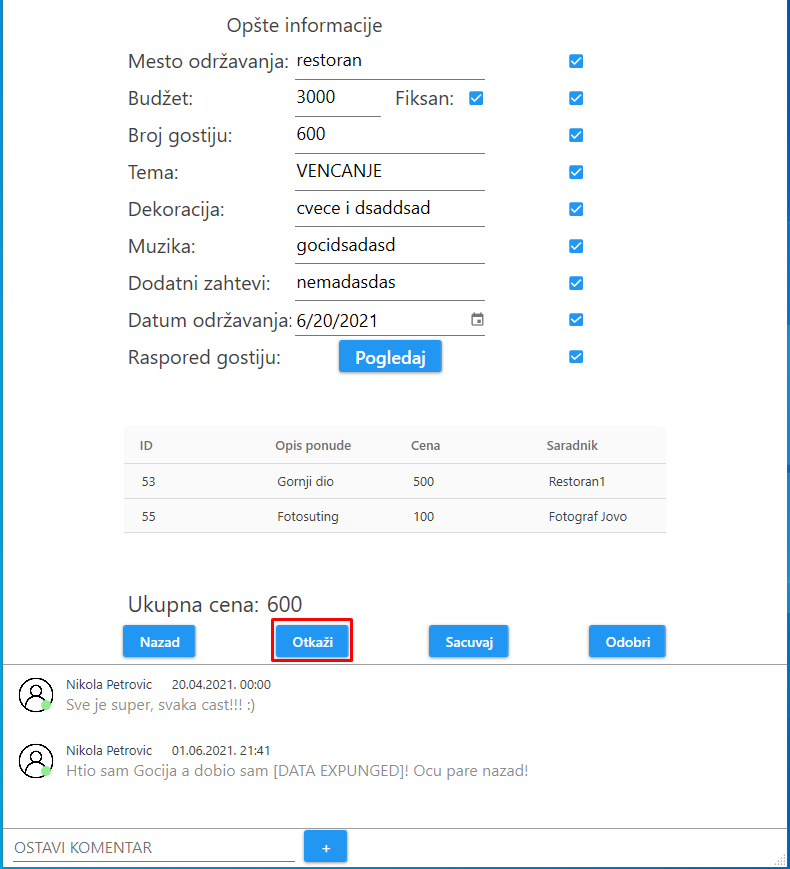 Opšte informacije
Mesto održavanja: restoran
Budžet: 3000 Fiksan:
Broj gostiju: 600
Tema: VENCANJE
Dekoracija: cvece i dsaddsad
Muzika: gocidsadasd
Dodatni zahtevi: nemadasdas
Datum održavanja: 6/20/2021
Raspored gostiju: Pogledaj
ID Opis ponude Cena Saradnik
53 Gornji dio 500 Restoran1
55 Fotosuting 100 Fotograf Jovo
Ukupna cena: 600
Nazad Otkaži Sacuvaj Odobri
Nikola Petrovic 20.04.2021. 00:00
Sve je super, svaka cast!!! :)
Nikola Petrovic 01.06.2021. 21:41
Htio sam Gocija a dobio sam [DATA EXPUNGED]! Ocu pare nazad!
OSTAVI KOMENTAR +